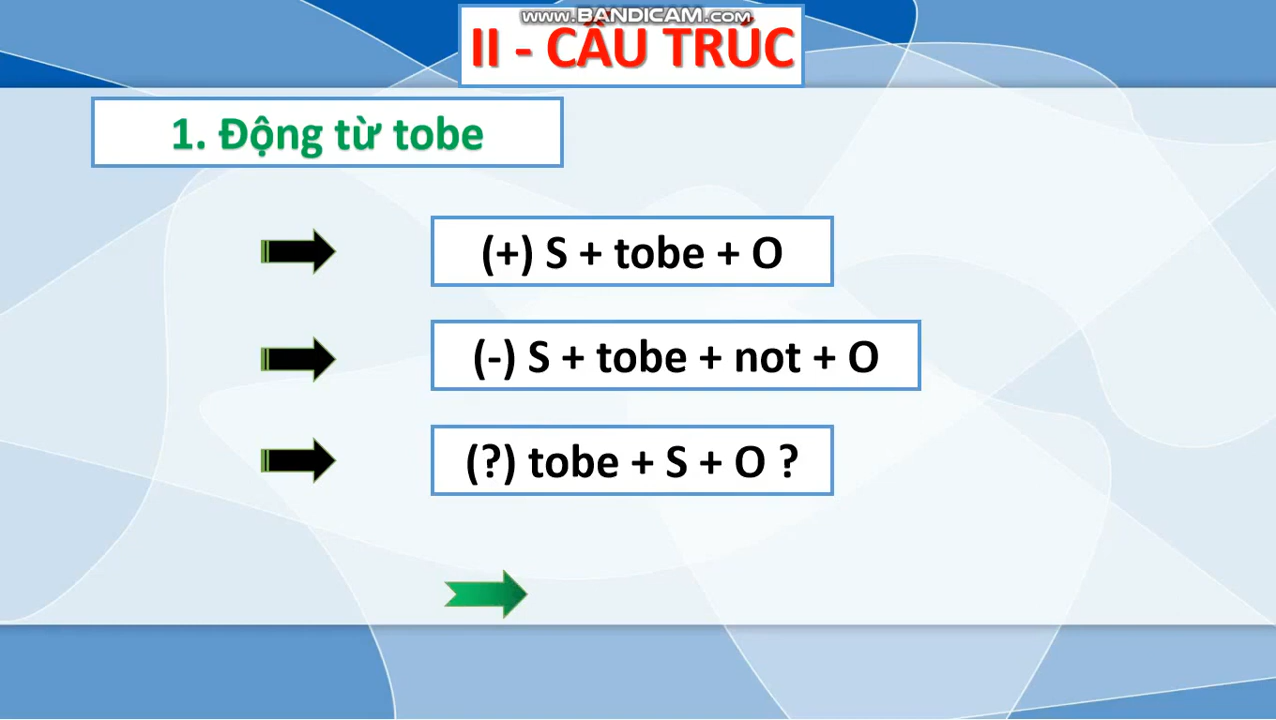 www.BANDICAM.com
II - CẤU TRÚC
1. Động từ tobe
(+) S + tobe + O
(-) S + tobe + not + O
(?) tobe + S + O ?